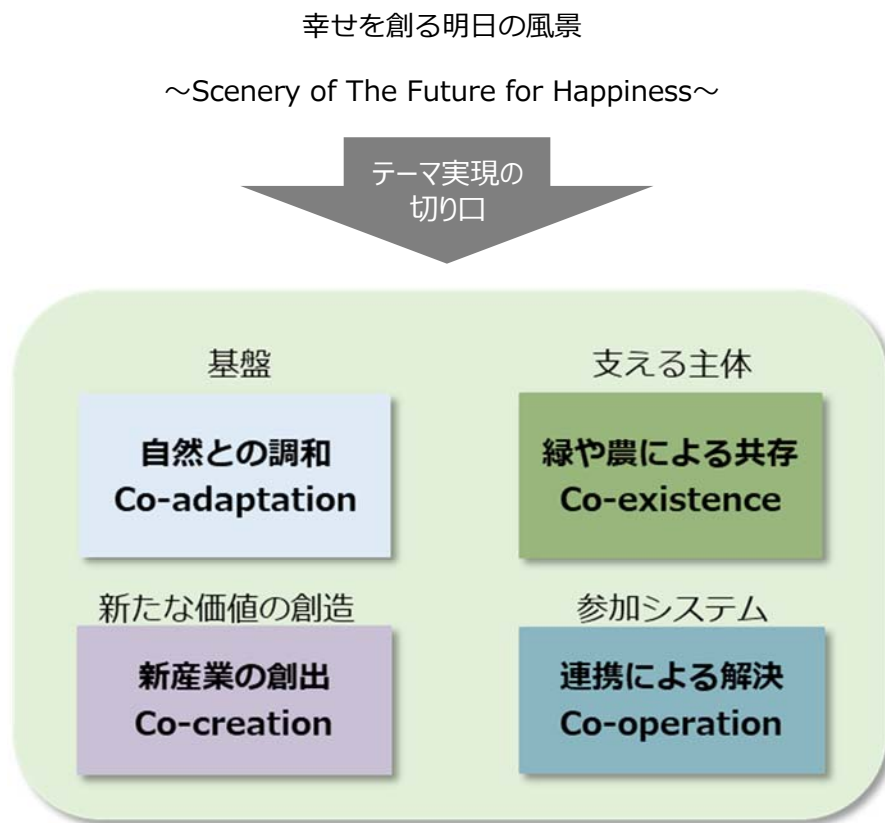 幸せを創る明日の風景
～Scenery of The Future for Happiness～
テーマ実現の
切り口
基盤
自然との調和
Co-adaptation
支える主体
緑や農による共存
Co-existence
新たな価値の創造
新産業の創出
Co-creation
参加システム
連携による解決
Co-operation